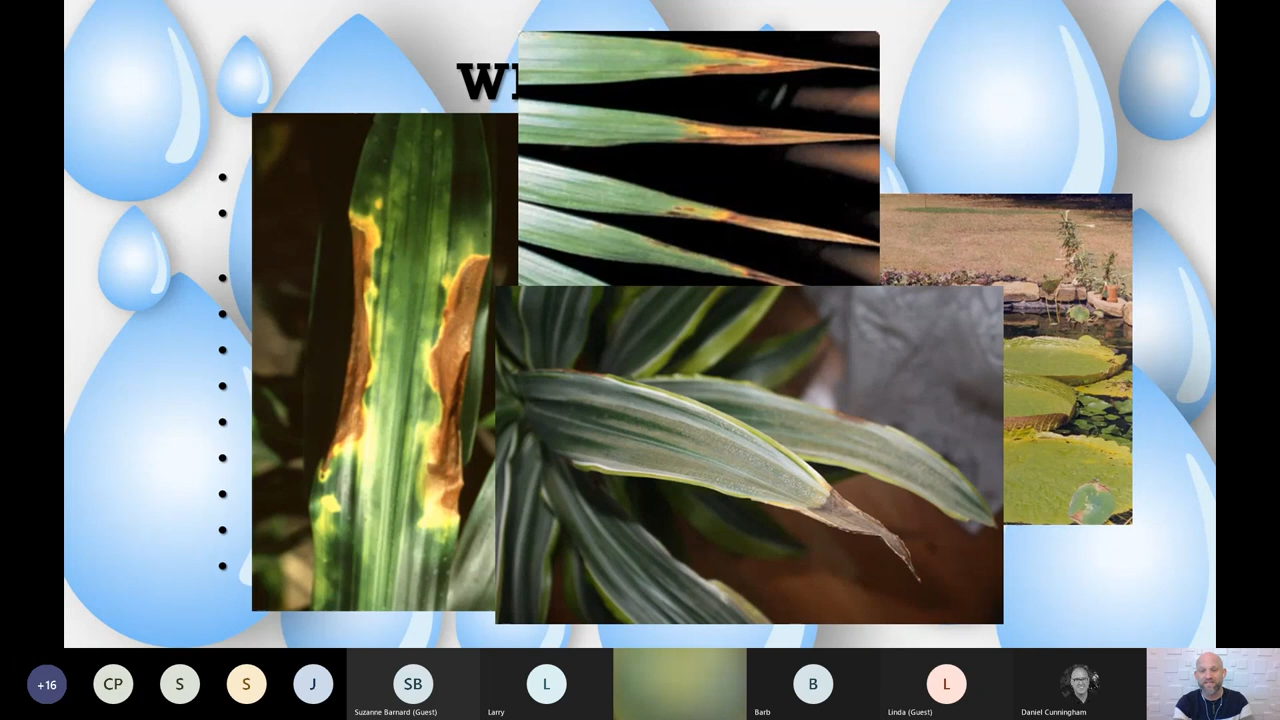 W
+16
CP
S
S
J
SB
L
B
L
Suzanne Barnard (Guest)
Larry
Barb
Linda (Guest)
Daniel Cunningham